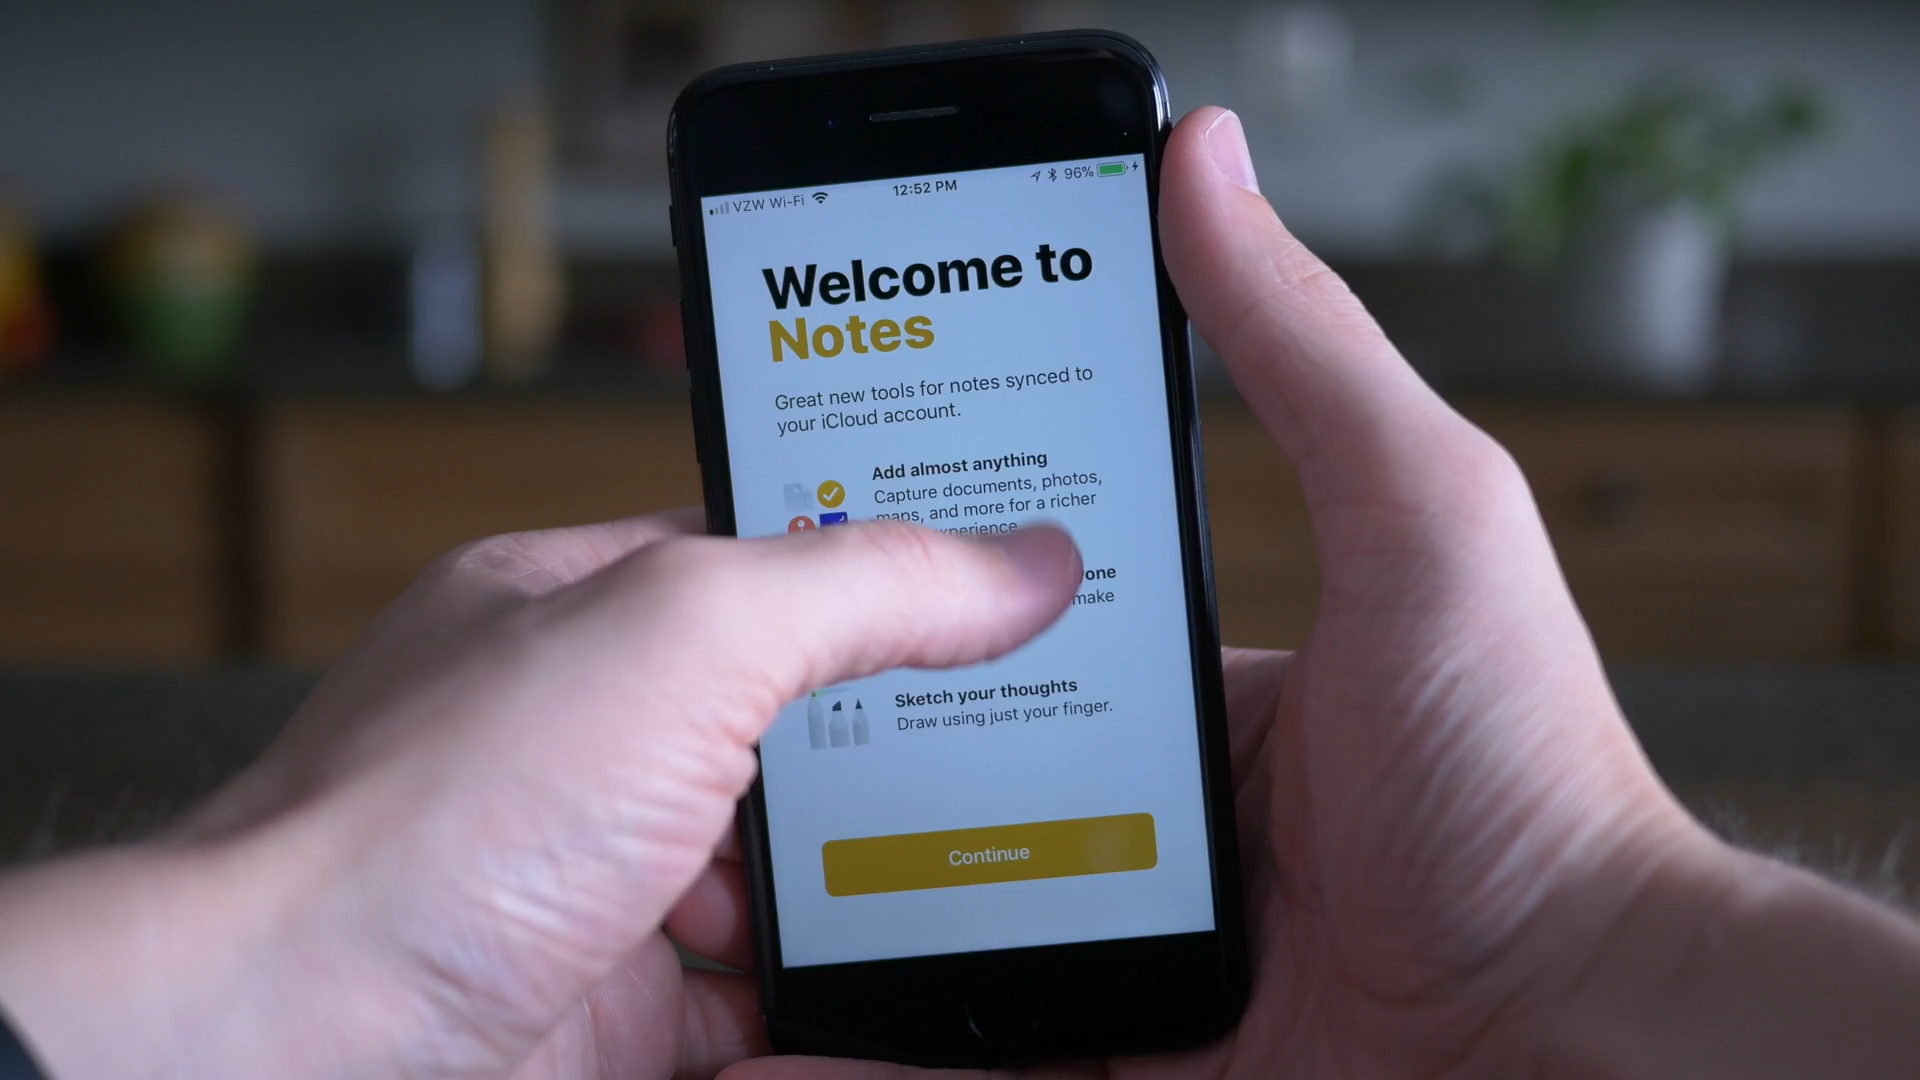 VZW Wi-Fi 12:52 PM 96%
Welcome to
Notes
Great new tools for notes synced to
your iCloud account.
Add almost anything
Capture documents, photos,
maps, and more for a richer
Sketch your thoughts
make
Draw using just your finger.
Continue